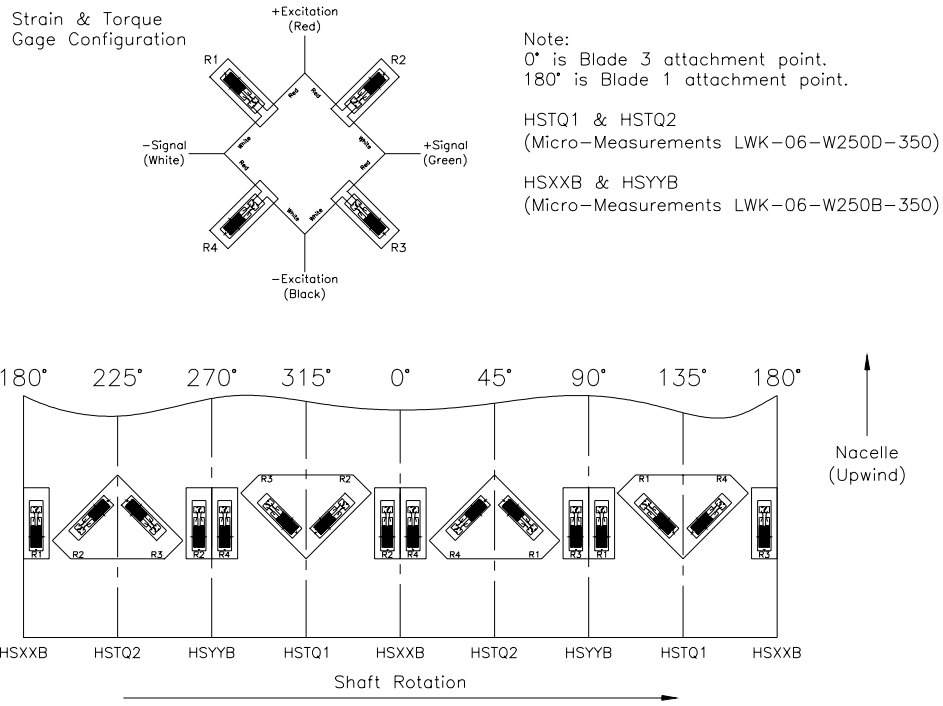 Strain & Torque
Gage Configuration
+Excitation
(Red)
R1
R2
Red
Red
White
White
-Signal
(White)
+Signal
(Green)
Red
Red
White
White
R4
R3
-Excitation
(Black)
Note:
0° is Blade 3 attachment point.
180° is Blade 1 attachment point.
HSTQ1 & HSTQ2
(Micro-Measurements LWK-06-W250D-350)
HSXXB & HSYYB
(Micro-Measurements LWK-06-W250B-350)
180° 225° 270° 315° 0° 45° 90° 135° 180°
Nacelle
(Upwind)
R3 R2 R1 R4
R1 R2 R3 R2 R4 R2 R4 R4 R1 R3 R1 R3
HSXXB HSTQ2 HSYYB HSTQ1 HSXXB HSTQ2 HSYYB HSTQ1 HSXXB
Shaft Rotation